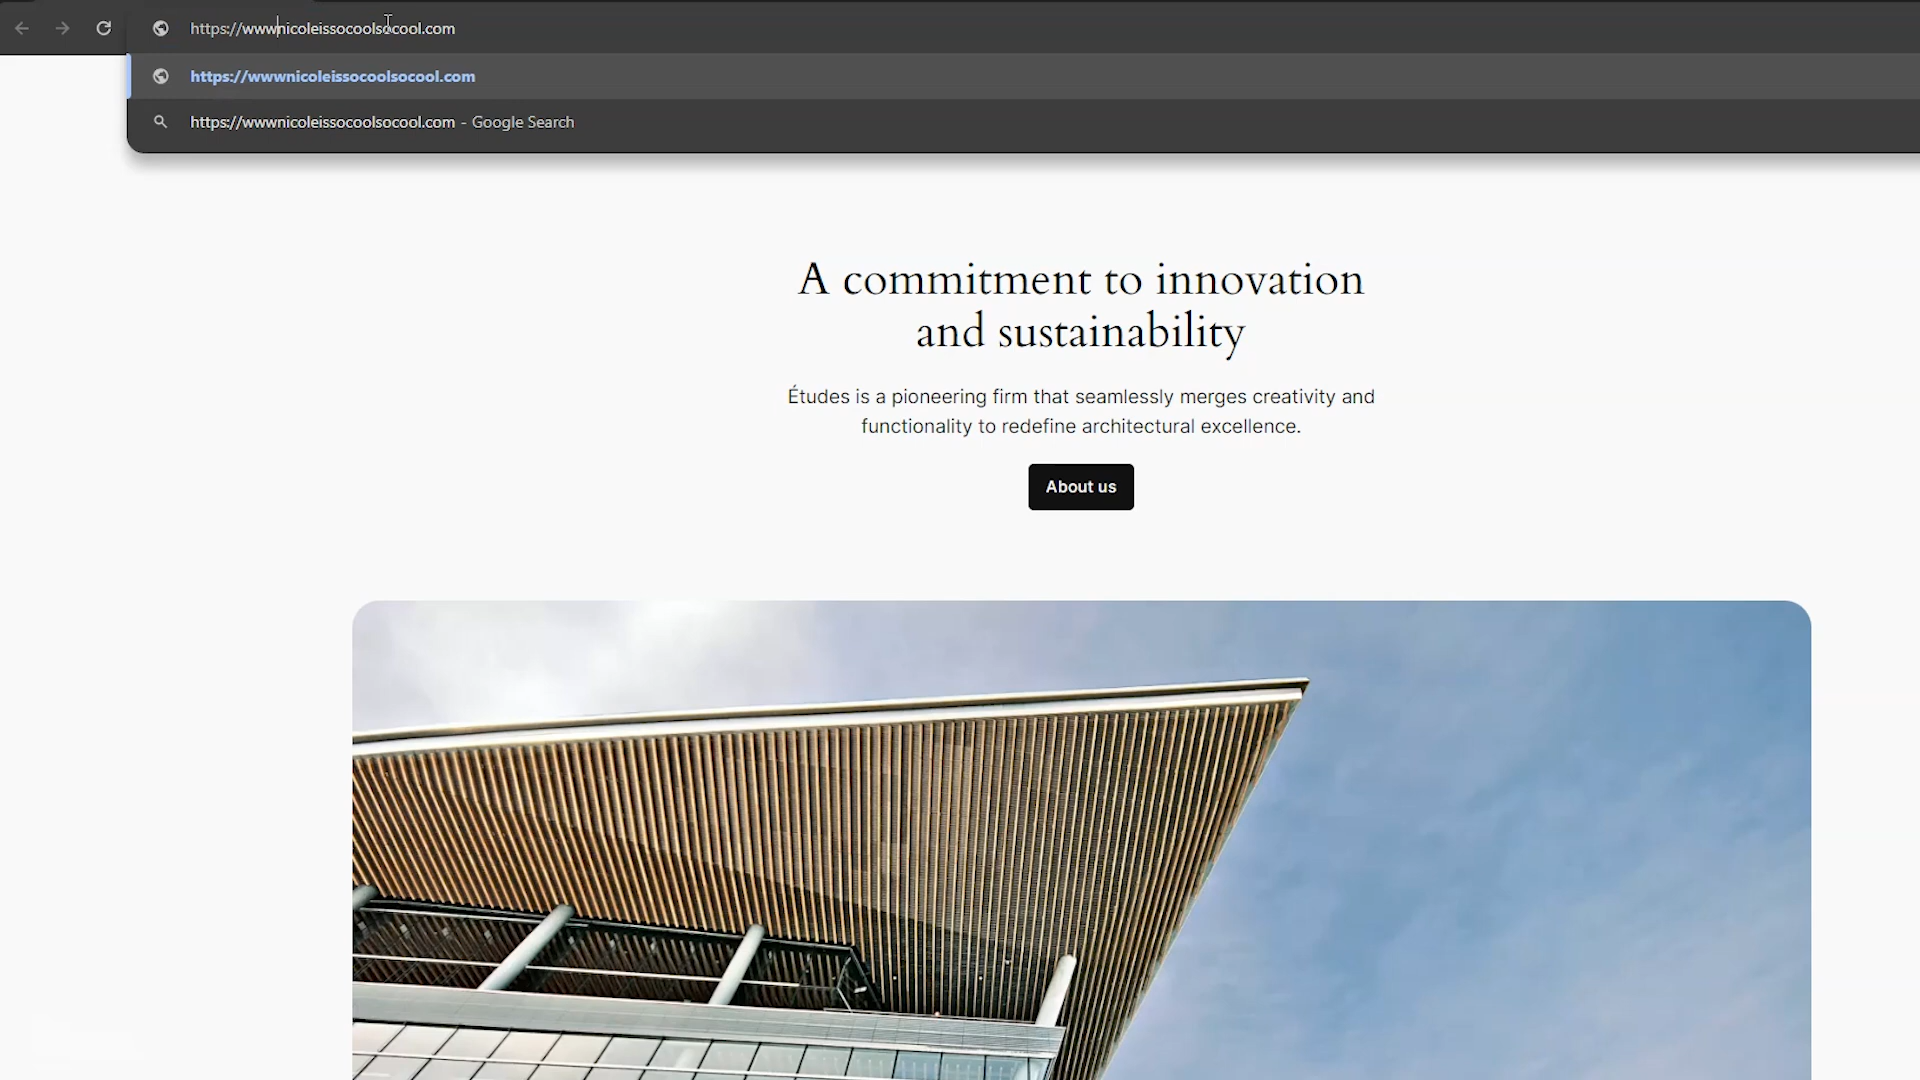 https://wwwnicoleissocoolsocool.com
https://wwwnicoleissocoolsocool.com
https://wwwnicoleissocoolsocool.com - Google Search
A commitment to innovation
and sustainability
Études is a pioneering firm that seamlessly merges creativity and
functionality to redefine architectural excellence.
About us